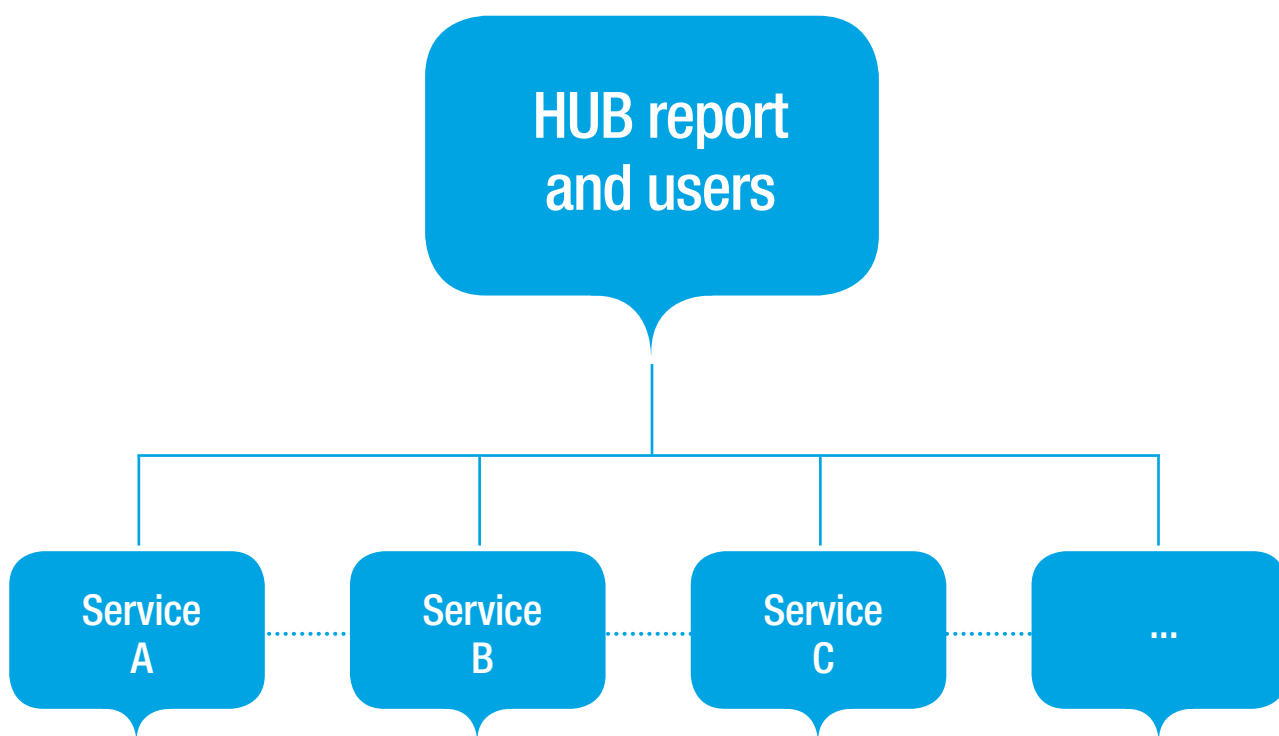 HUB report
and users
Service
A
Service
B
Service
C
...